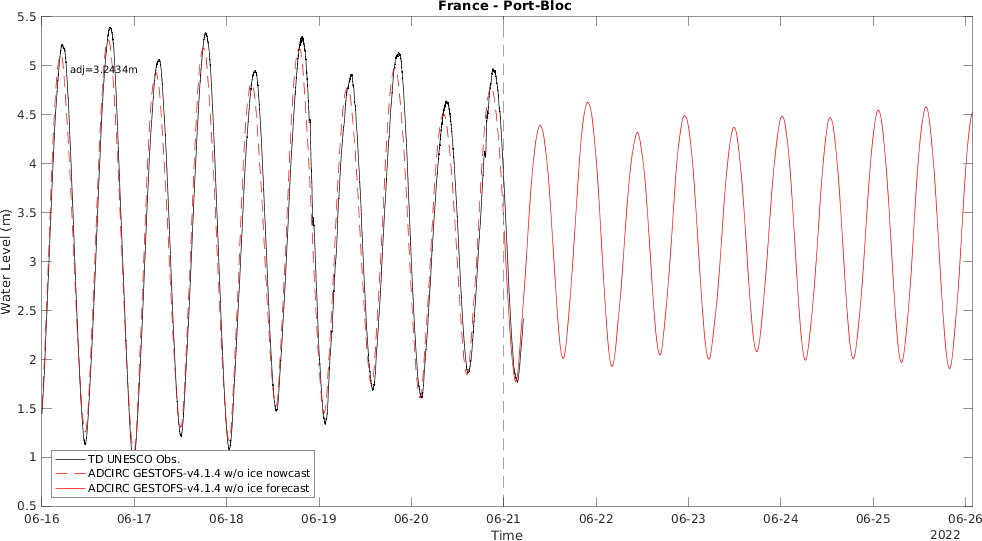 France - Port-Bloc
adj=3.2434m
Water Level (m)
5.5
5
4.5
4
3.5
3
2.5
2
1.5
1
0.5
TD UNESCO Obs.
ADCIRC GESTOFS-v4.1.4 w/o ice nowcast
ADCIRC GESTOFS-v4.1.4 w/o ice forecast
06-16 06-17 06-18 06-19 06-20 06-21 06-22 06-23 06-24 06-25 06-26
Time
2022